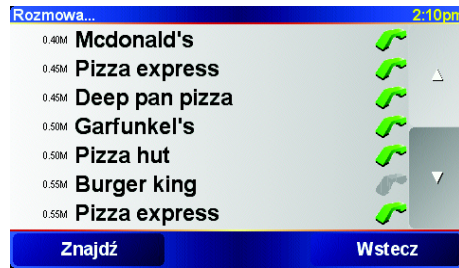 Rozmowa... 2:10pm
0.40M Mcdonald's
0.45M Pizza express
0.45M Deep pan pizza
0.50M Garfunkel's
0.50M Pizza hut
0.55M Burger king
0.55M Pizza express
Znajdź Wstecz